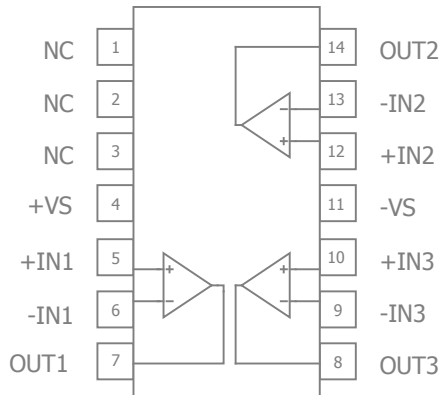 NC 1 14 OUT2
NC 2 13 -IN2
NC 3 12 +IN2
+VS 4 11 -VS
+IN1 5 10 +IN3
-IN1 6 9 -IN3
OUT1 7 8 OUT3